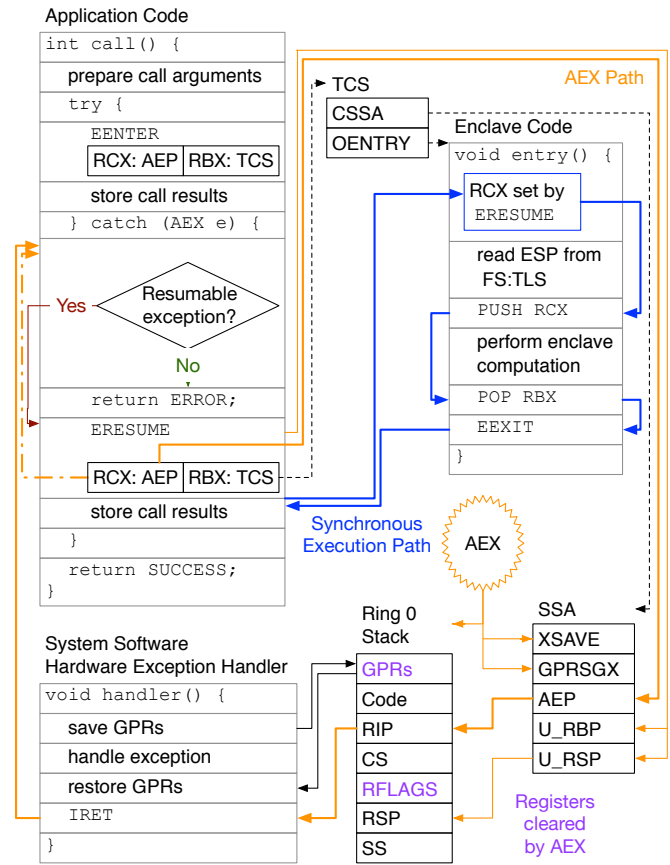 Application Code
int call() {
prepare call arguments
try {
EENTER
RCX: AEP RBX: TCS
store call results
} catch (AEX e) {
Resumable
exception?
Yes
No
return ERROR;
ERESUME
RCX: AEP RBX: TCS
store call results
}
return SUCCESS;
}
AEX Path
TCS
CSSA
OENTRY
Enclave Code
void entry() {
RCX set by
ERESUME
read ESP from
FS:TLS
PUSH RCX
perform enclave
computation
POP RBX
EEXIT
}
Synchronous
Execution Path
AEX
System Software
Hardware Exception Handler
void handler() {
save GPRs
handle exception
restore GPRs
IRET
}
Ring 0
Stack
GPRs
Code
RIP
CS
RFLAGS
RSP
SS
SSA
XSAVE
GPRSGX
AEP
U_RBP
U_RSP
Registers
cleared
by AEX